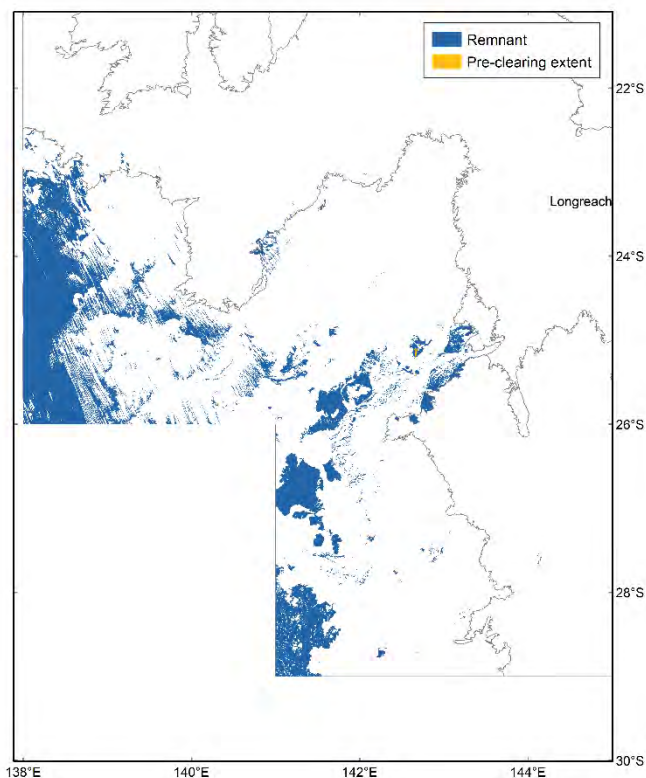 Remnant
Pre-clearing extent
22°S
Longreach
24°S
26°S
28°S
30°S
138°E
140°E
142°E
144°E